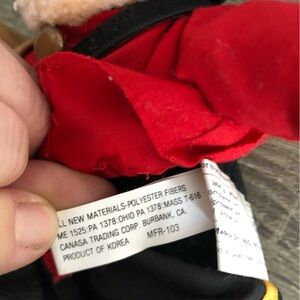 LL NEW MATERIALS-POLYESTER FIBERS
ME 1525:PA 1378:OHIO PA 1378:MASS T-616
CANASA TRADING CORP. BURBANK, CA.
PRODUCT OF KOREA MFR-103